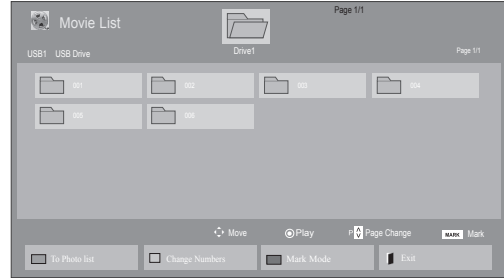 Page 1/1
Movie List
Drive1
USB1 USB Drive
Page 1/1
001 002 003 004
005 006
Move Play P Page Change MARK Mark
To Photo list Change Numbers Mark Mode Exit